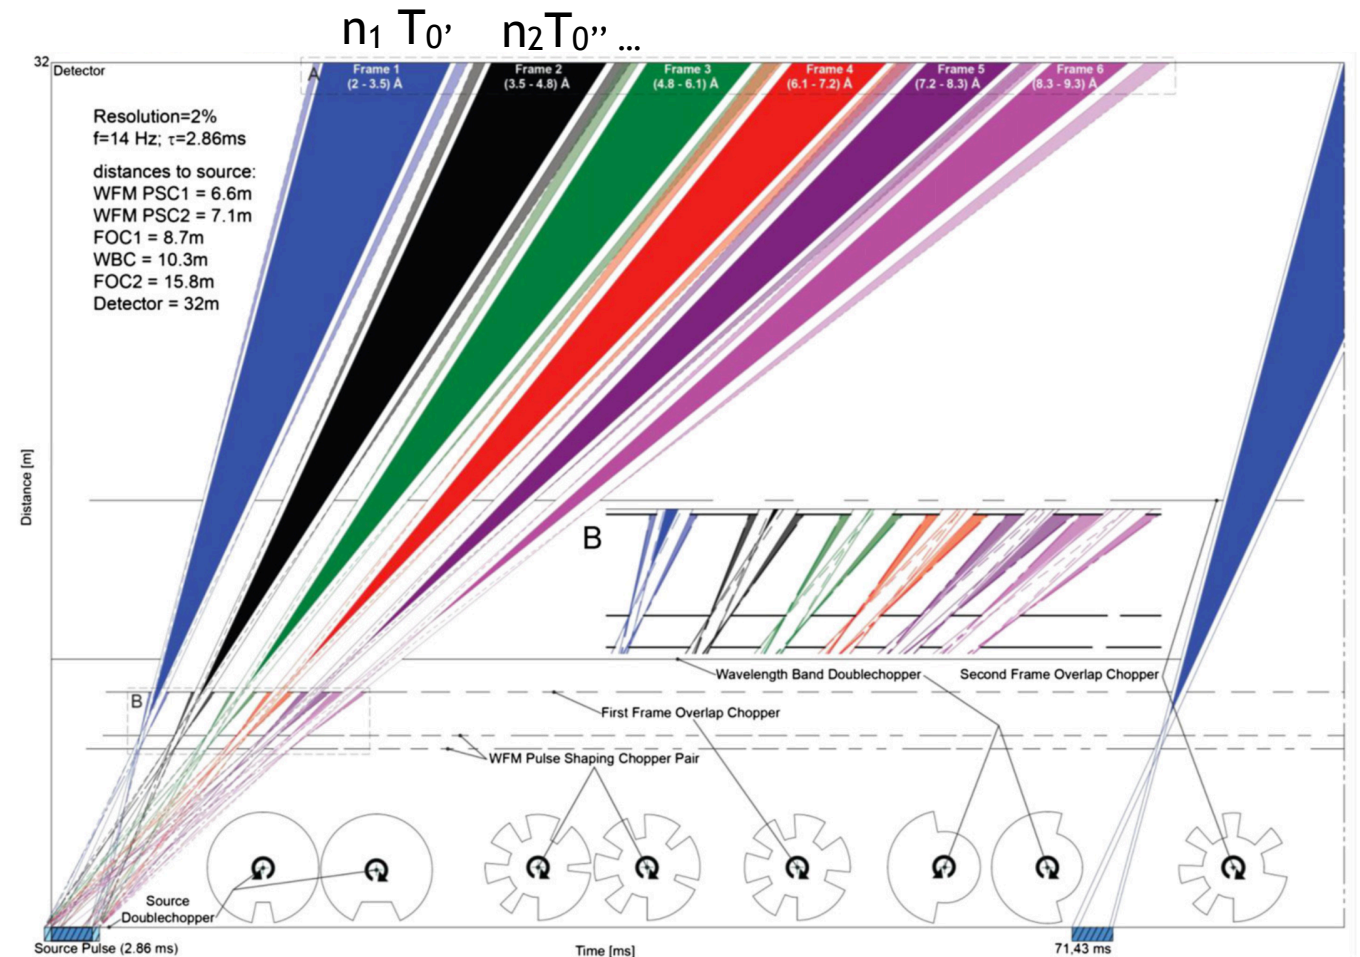 n₁ T₀’ n₂T₀’’ ...
32
Detector
A
Frame 1
(2 - 3.5) Å
Frame 2
(3.5 - 4.8) Å
Frame 3
(4.8 - 6.1) Å
Frame 4
(6.1 - 7.2) Å
Frame 5
(7.2 - 8.3) Å
Frame 6
(8.3 - 9.3) Å
Resolution=2%
f=14 Hz; τ=2.86ms
distances to source:
WFM PSC1 = 6.6m
WFM PSC2 = 7.1m
FOC1 = 8.7m
WBC = 10.3m
FOC2 = 15.8m
Detector = 32m
Distance [m]
B
Wavelength Band Doublechopper
Second Frame Overlap Chopper
B
First Frame Overlap Chopper
WFM Pulse Shaping Chopper Pair
Source
Doublechopper
Source Pulse (2.86 ms)
Time [ms]
71,43 ms